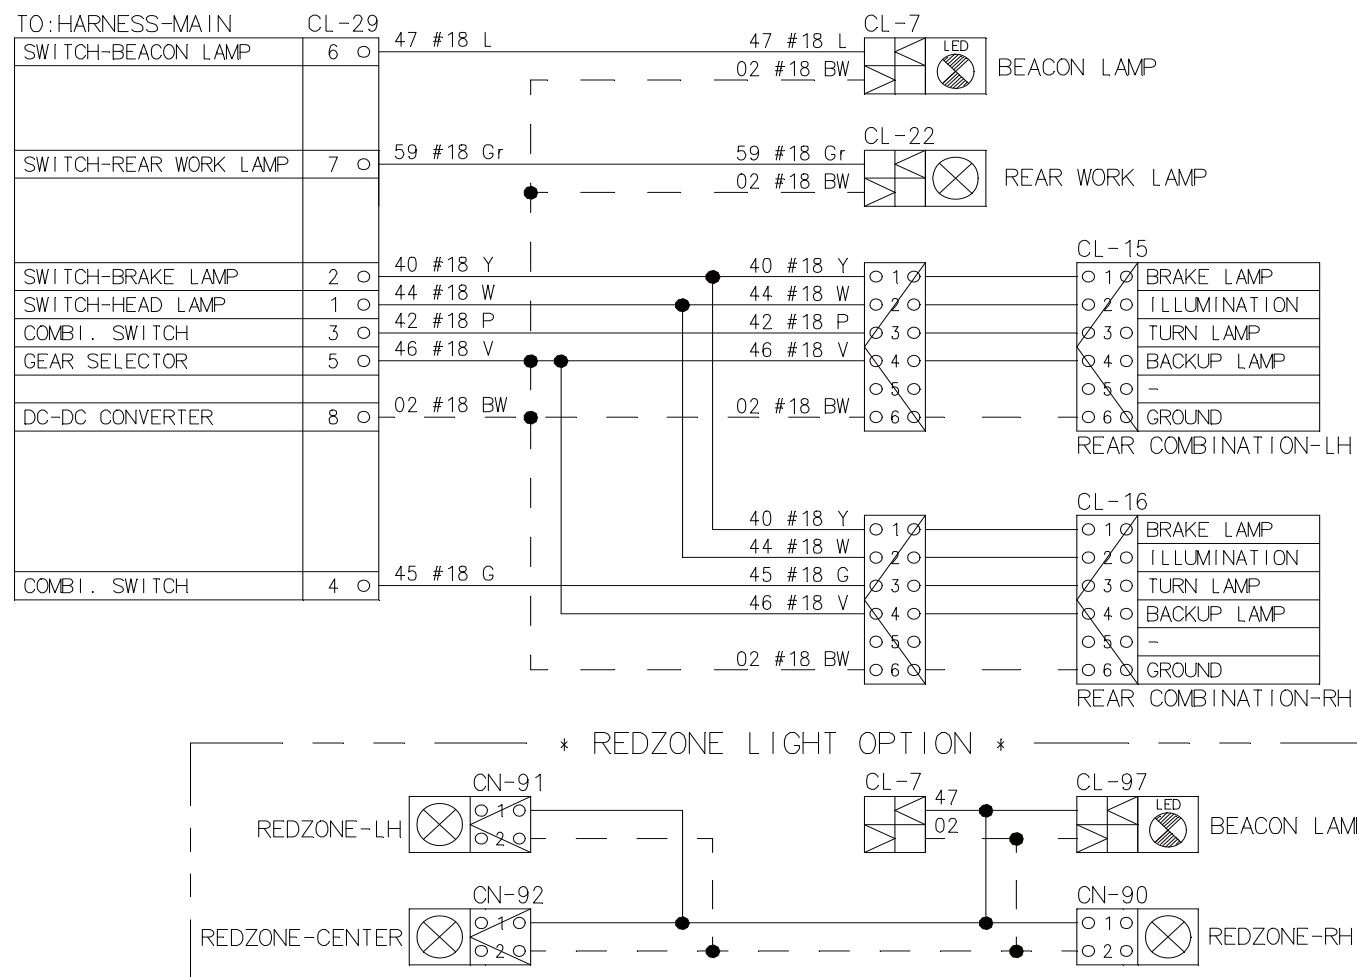 TO:HARNESS-MAIN CL-29 CL-7
SWITCH-BEACON LAMP 6 47 #18 L 47 #18 L LED
02 #18 BW BEACON LAMP
CL-22
SWITCH-REAR WORK LAMP 7 59 #18 Gr 59 #18 Gr
02 #18 BW REAR WORK LAMP
CL-15
SWITCH-BRAKE LAMP 2 40 #18 Y 40 #18 Y 1 1 BRAKE LAMP
SWITCH-HEAD LAMP 1 44 #18 W 44 #18 W 2 2 ILLUMINATION
COMBI. SWITCH 3 42 #18 P 42 #18 P 3 3 TURN LAMP
GEAR SELECTOR 5 46 #18 V 46 #18 V 4 4 BACKUP LAMP
5 5 -
DC-DC CONVERTER 8 02 #18 BW 02 #18 BW 6 6 GROUND
REAR COMBINATION-LH
CL-16
40 #18 Y 1 1 BRAKE LAMP
44 #18 W 2 2 ILLUMINATION
COMBI. SWITCH 4 45 #18 G 45 #18 G 3 3 TURN LAMP
46 #18 V 4 4 BACKUP LAMP
5 5 -
02 #18 BW 6 6 GROUND
REAR COMBINATION-RH
* REDZONE LIGHT OPTION *
CN-91 CL-7 CL-97
1 47 LED
REDZONE-LH 2 02 BEACON LAM
CN-92 CN-90
1 1
REDZONE-CENTER 2 2 REDZONE-RH